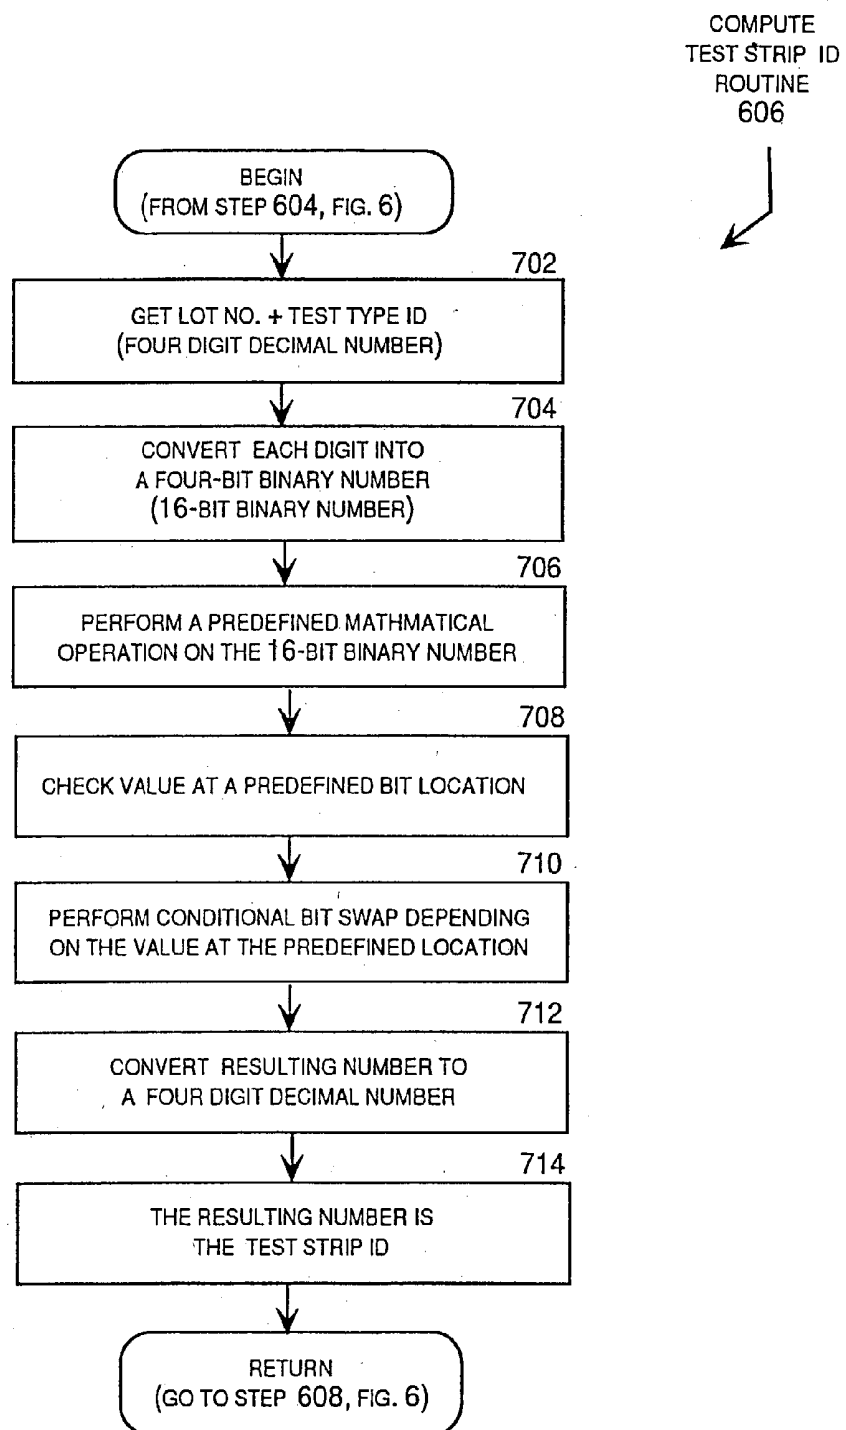 COMPUTE
TEST STRIP ID
ROUTINE
606
BEGIN
(FROM STEP 604, FIG. 6)
702
GET LOT NO. + TEST TYPE ID
(FOUR DIGIT DECIMAL NUMBER)
704
CONVERT EACH DIGIT INTO
A FOUR-BIT BINARY NUMBER
(16-BIT BINARY NUMBER)
706
PERFORM A PREDEFINED MATHMATICAL
OPERATION ON THE 16-BIT BINARY NUMBER
708
CHECK VALUE AT A PREDEFINED BIT LOCATION
710
PERFORM CONDITIONAL BIT SWAP DEPENDING
ON THE VALUE AT THE PREDEFINED LOCATION
712
CONVERT RESULTING NUMBER TO
A FOUR DIGIT DECIMAL NUMBER
714
THE RESULTING NUMBER IS
THE TEST STRIP ID
RETURN
(GO TO STEP 608, FIG. 6)